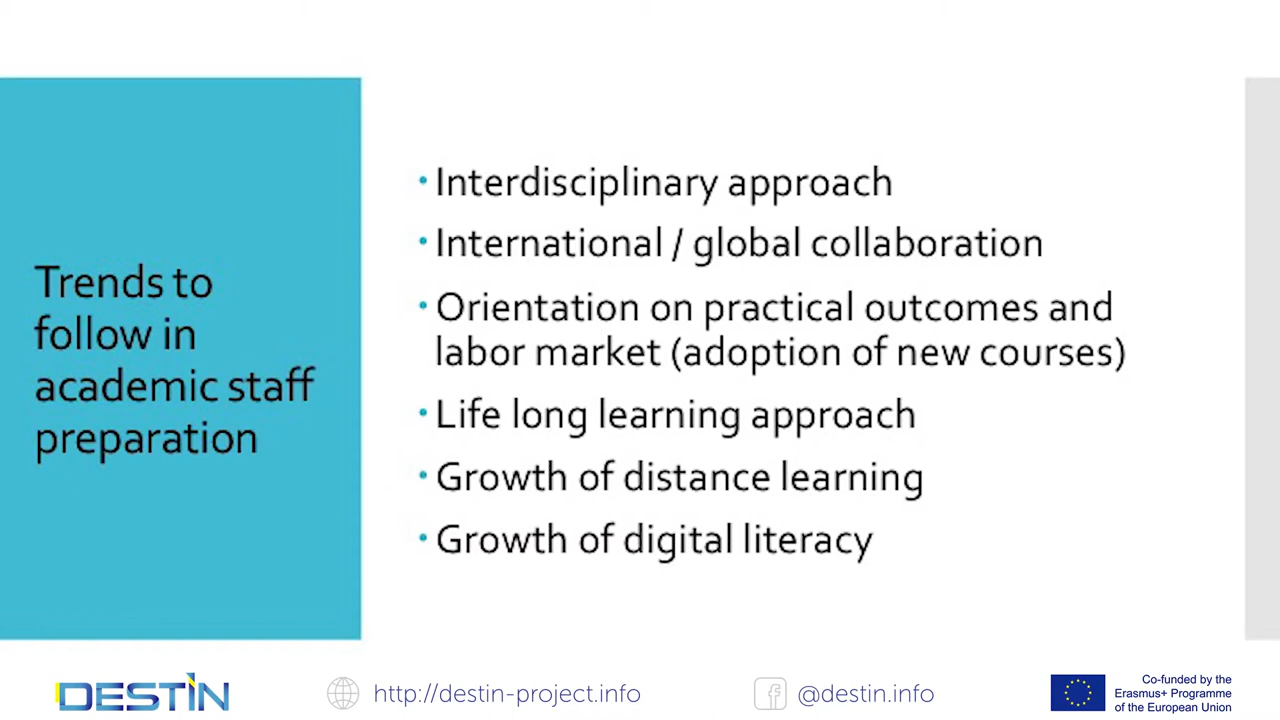 Trends to
follow in
academic staff
preparation
• Interdisciplinary approach
• International / global collaboration
• Orientation on practical outcomes and
labor market (adoption of new courses)
• Life long learning approach
• Growth of distance learning
• Growth of digital literacy
DESTIN
http://destin-project.info
@destin.info
Co-funded by the
Erasmus+ Programme
of the European Union